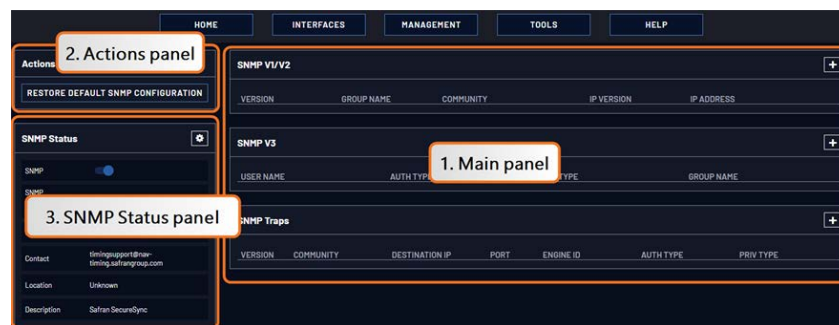 HOME INTERFACES MANAGEMENT TOOLS HELP
Actions
2. Actions panel
RESTORE DEFAULT SNMP CONFIGURATION
SNMP Status
SNMP
SNMP
3. SNMP Status panel
Contact timingsupport@nav-
timing.safrangroup.com
Location Unknown
Description Safran SecureSync
SNMP V1/V2 +
VERSION GROUP NAME COMMUNITY IP VERSION IP ADDRESS
SNMP V3 +
1. Main panel
USER NAME AUTH TYPE TYPE GROUP NAME
SNMP Traps +
VERSION COMMUNITY DESTINATION IP PORT ENGINE ID AUTH TYPE PRIV TYPE